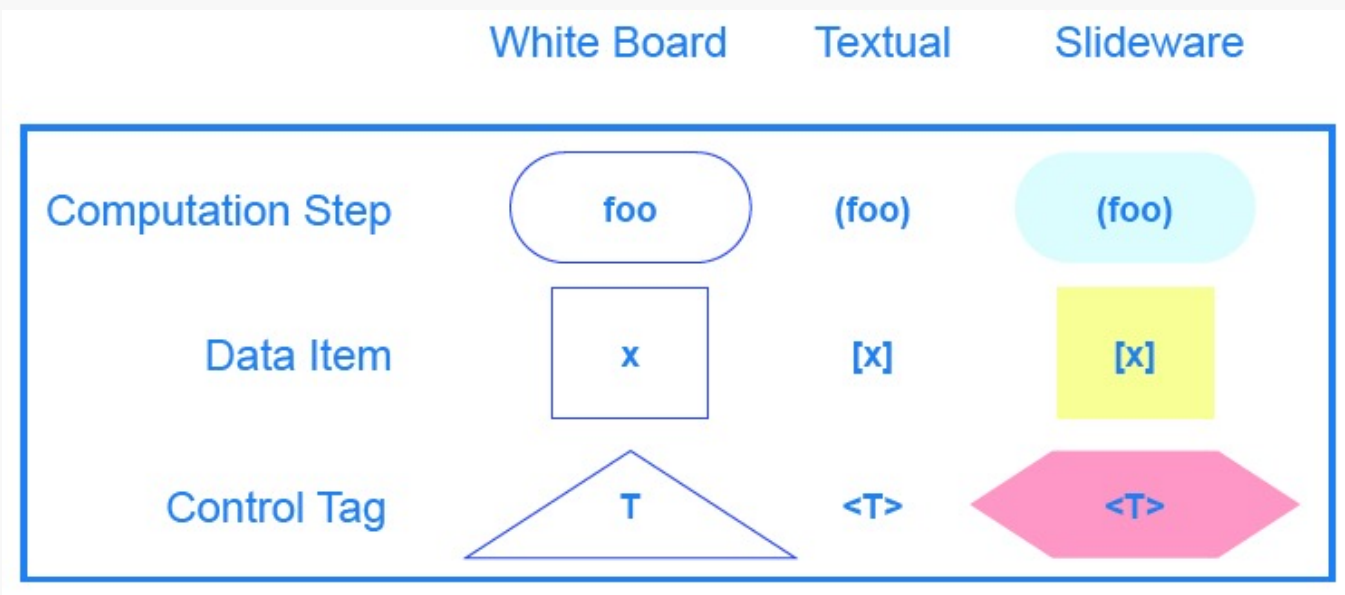 White Board Textual Slideware
Computation Step foo (foo) (foo)
Data Item x [x] [x]
Control Tag T <T> <T>